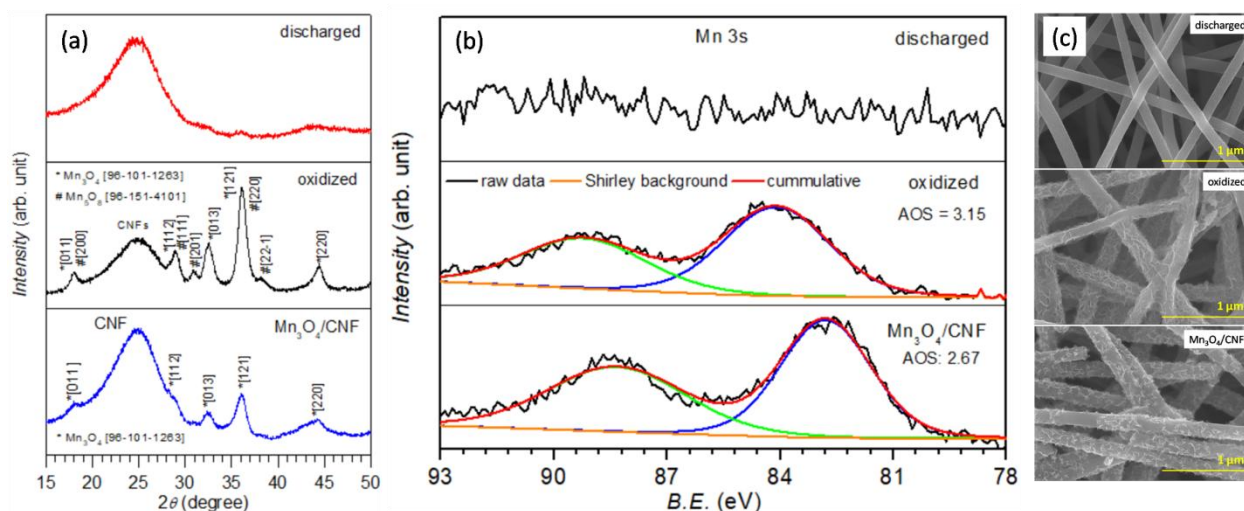 (a)
discharged
* Mn₃O₄ [96-101-1263]
# Mn₅O₈ [96-151-4101]
oxidized
CNFs
*[011]
#[200]
*[112]
#[111]
#[201]
*[013]
*[121]
#[220]
#[22-1]
*[220]
CNF
Mn₃O₄/CNF
*[011]
*[112]
*[013]
*[121]
*[220]
* Mn₃O₄ [96-101-1263]
15 20 25 30 35 40 45 50
2θ (degree)
Intensity (arb. unit)
(b)
Mn 3s
discharged
raw data Shirley background cummulative
oxidized
AOS = 3.15
Mn₃O₄/CNF
AOS: 2.67
93 90 87 84 81 78
B.E. (eV)
Intensity (arb. unit)
(c)
discharged
1 μm
oxidized
1 μm
Mn₃O₄/CNF
1 μm